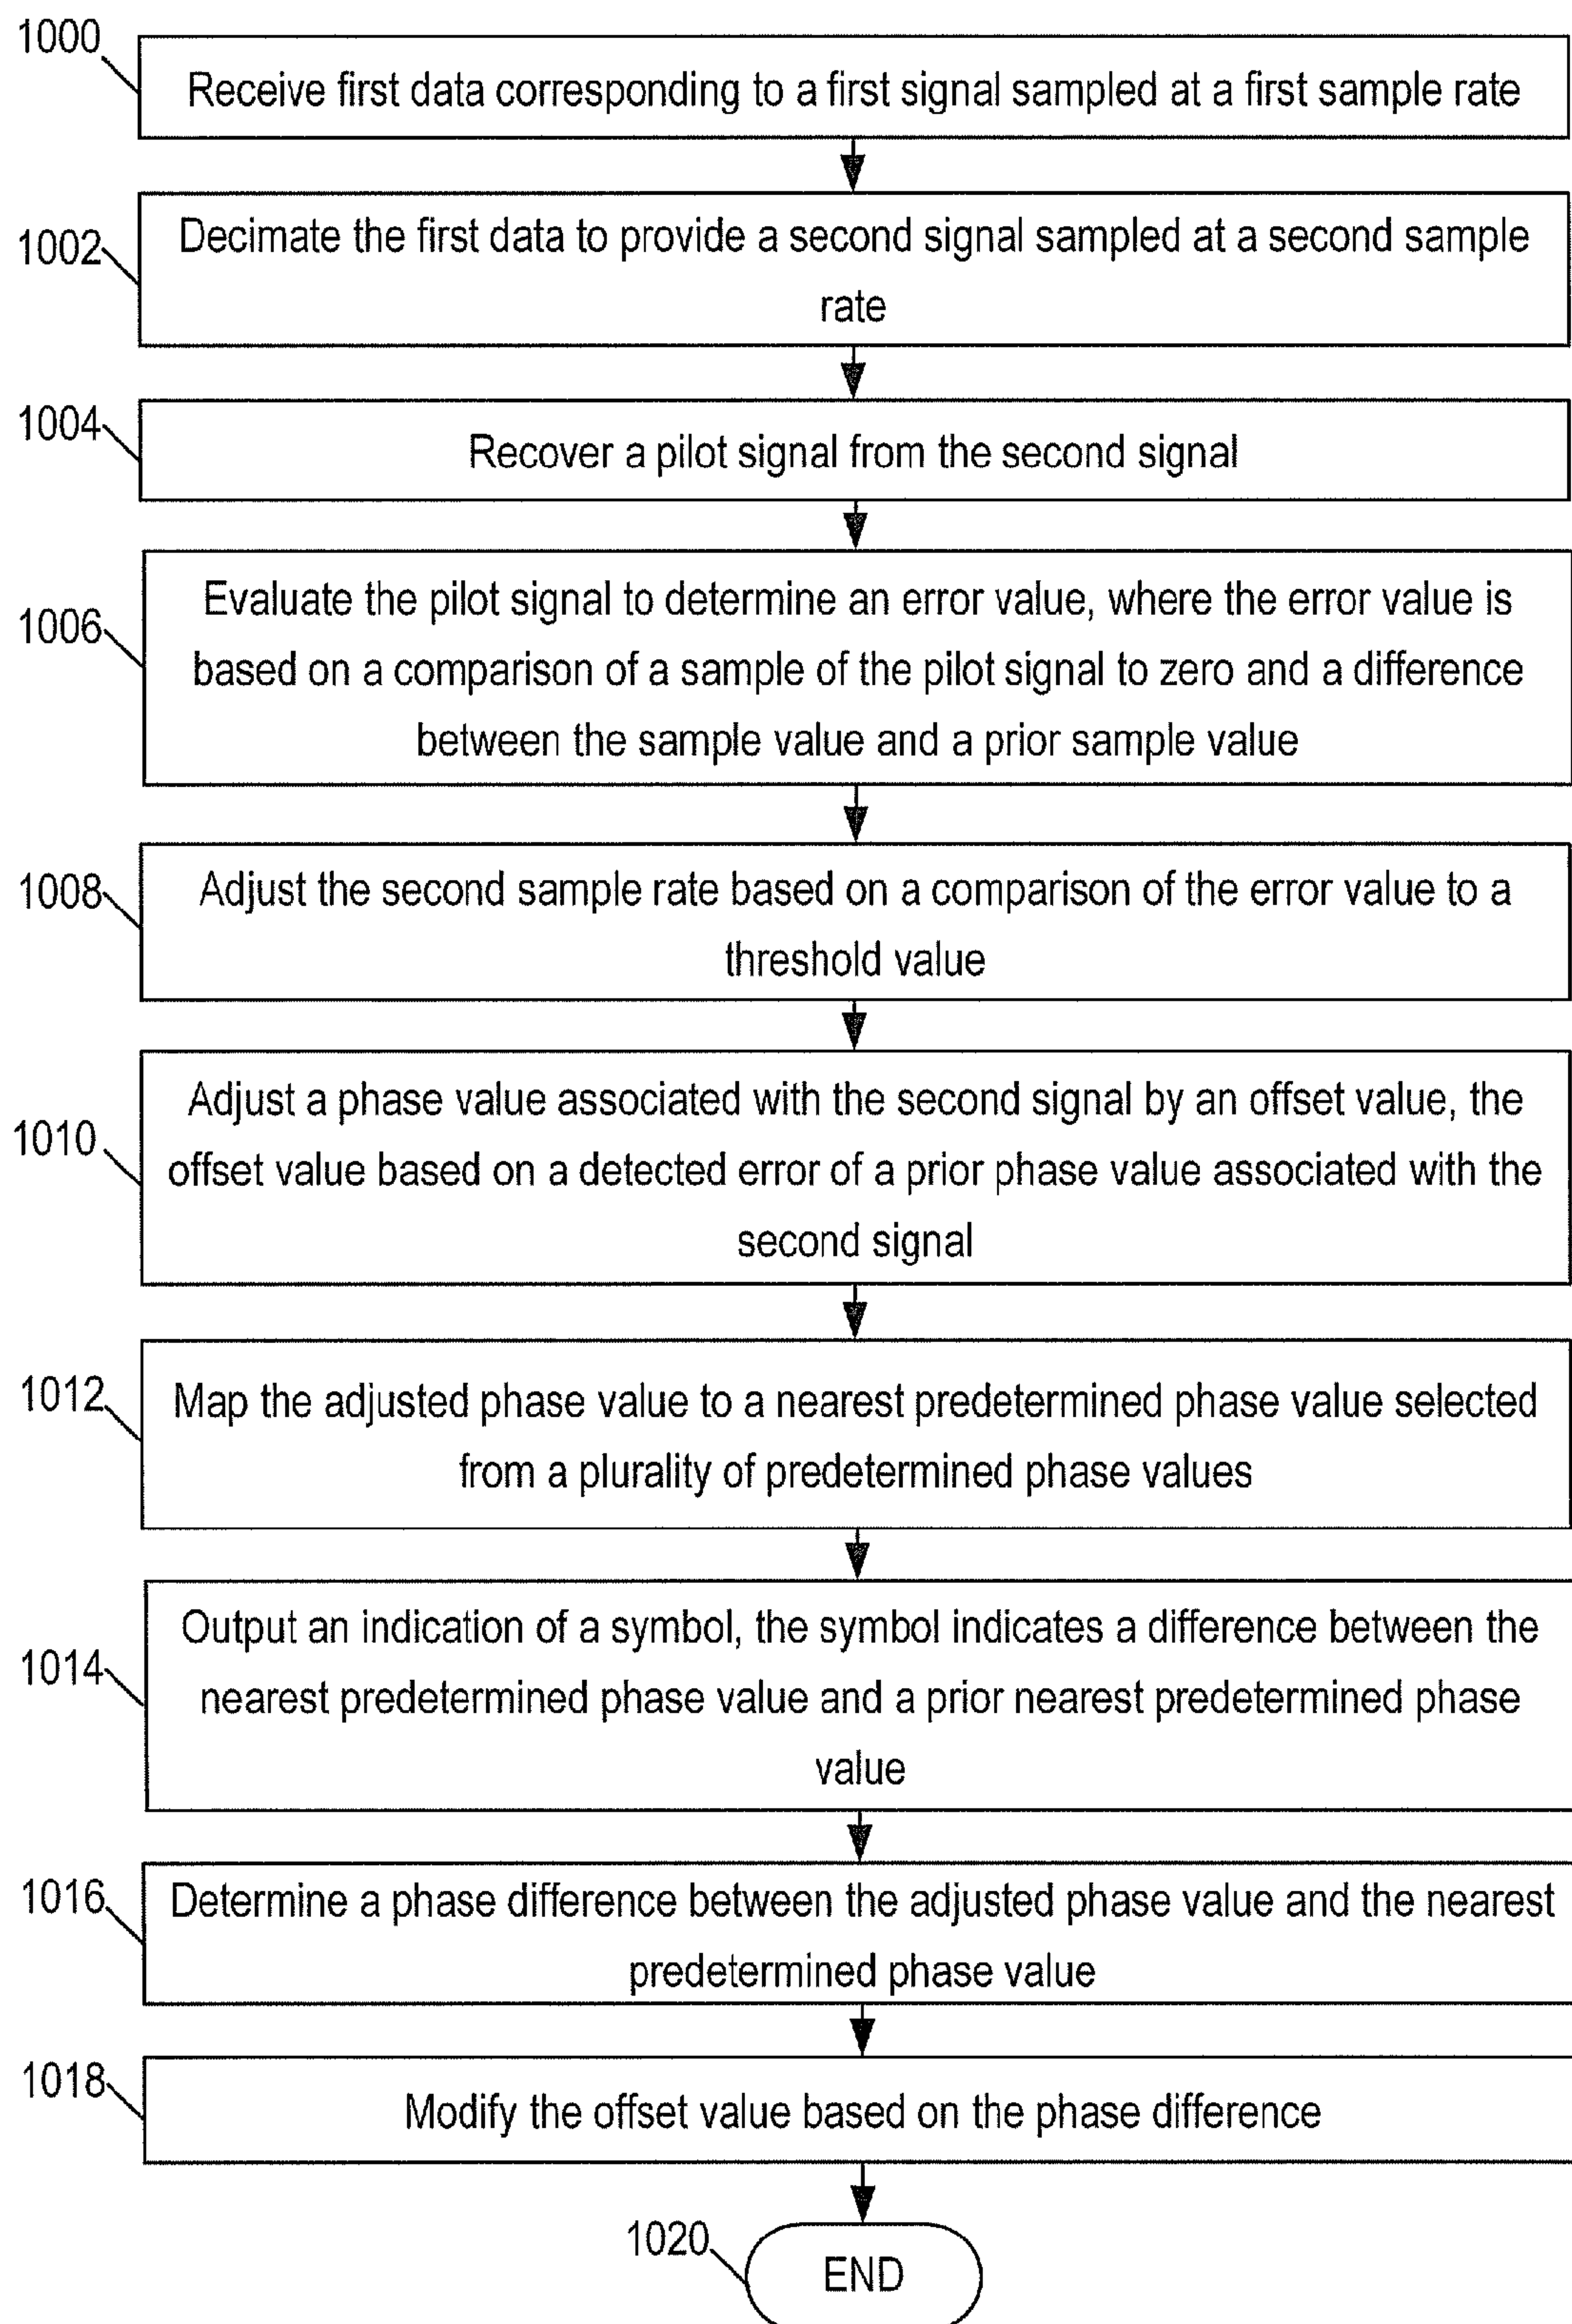 1000
Receive first data corresponding to a first signal sampled at a first sample rate
1002
Decimate the first data to provide a second signal sampled at a second sample
rate
1004
Recover a pilot signal from the second signal
1006
Evaluate the pilot signal to determine an error value, where the error value is
based on a comparison of a sample of the pilot signal to zero and a difference
between the sample value and a prior sample value
1008
Adjust the second sample rate based on a comparison of the error value to a
threshold value
1010
Adjust a phase value associated with the second signal by an offset value, the
offset value based on a detected error of a prior phase value associated with the
second signal
1012
Map the adjusted phase value to a nearest predetermined phase value selected
from a plurality of predetermined phase values
1014
Output an indication of a symbol, the symbol indicates a difference between the
nearest predetermined phase value and a prior nearest predetermined phase
value
1016
Determine a phase difference between the adjusted phase value and the nearest
predetermined phase value
1018
Modify the offset value based on the phase difference
1020
END